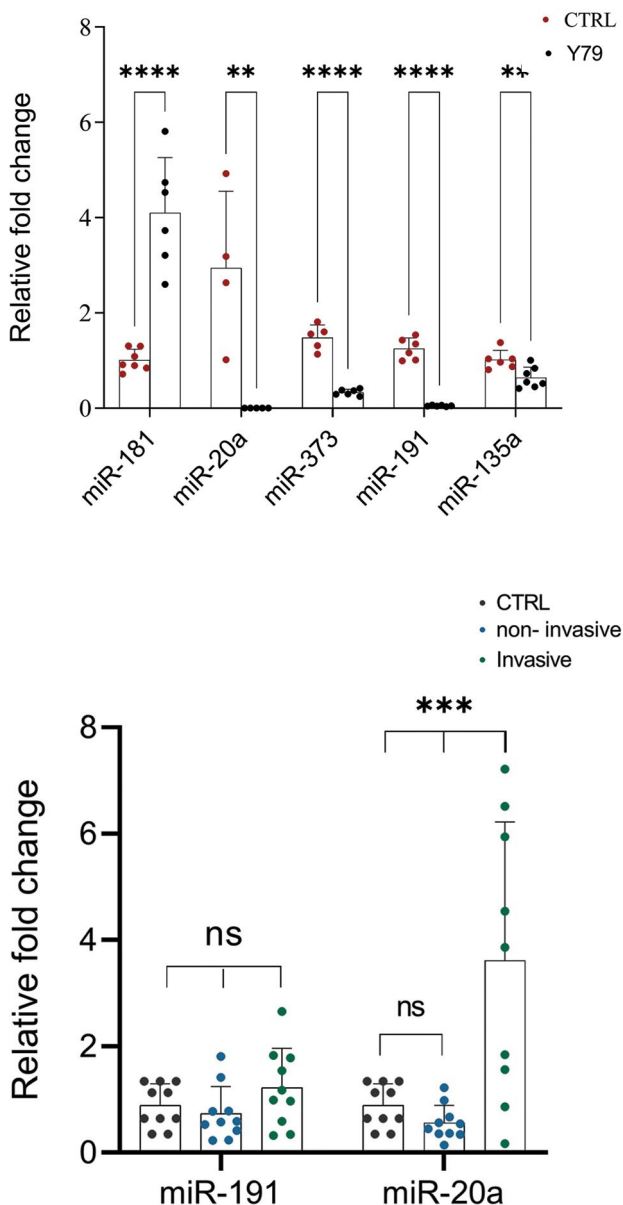 8
CTRL
Y79
**** ** **** **** **
6
4
2
0
Relative fold change
miR-181 miR-20a miR-373 miR-191 miR-135a
CTRL
non- invasive
Invasive
***
8
6
4
2
0
ns
ns
Relative fold change
miR-191 miR-20a